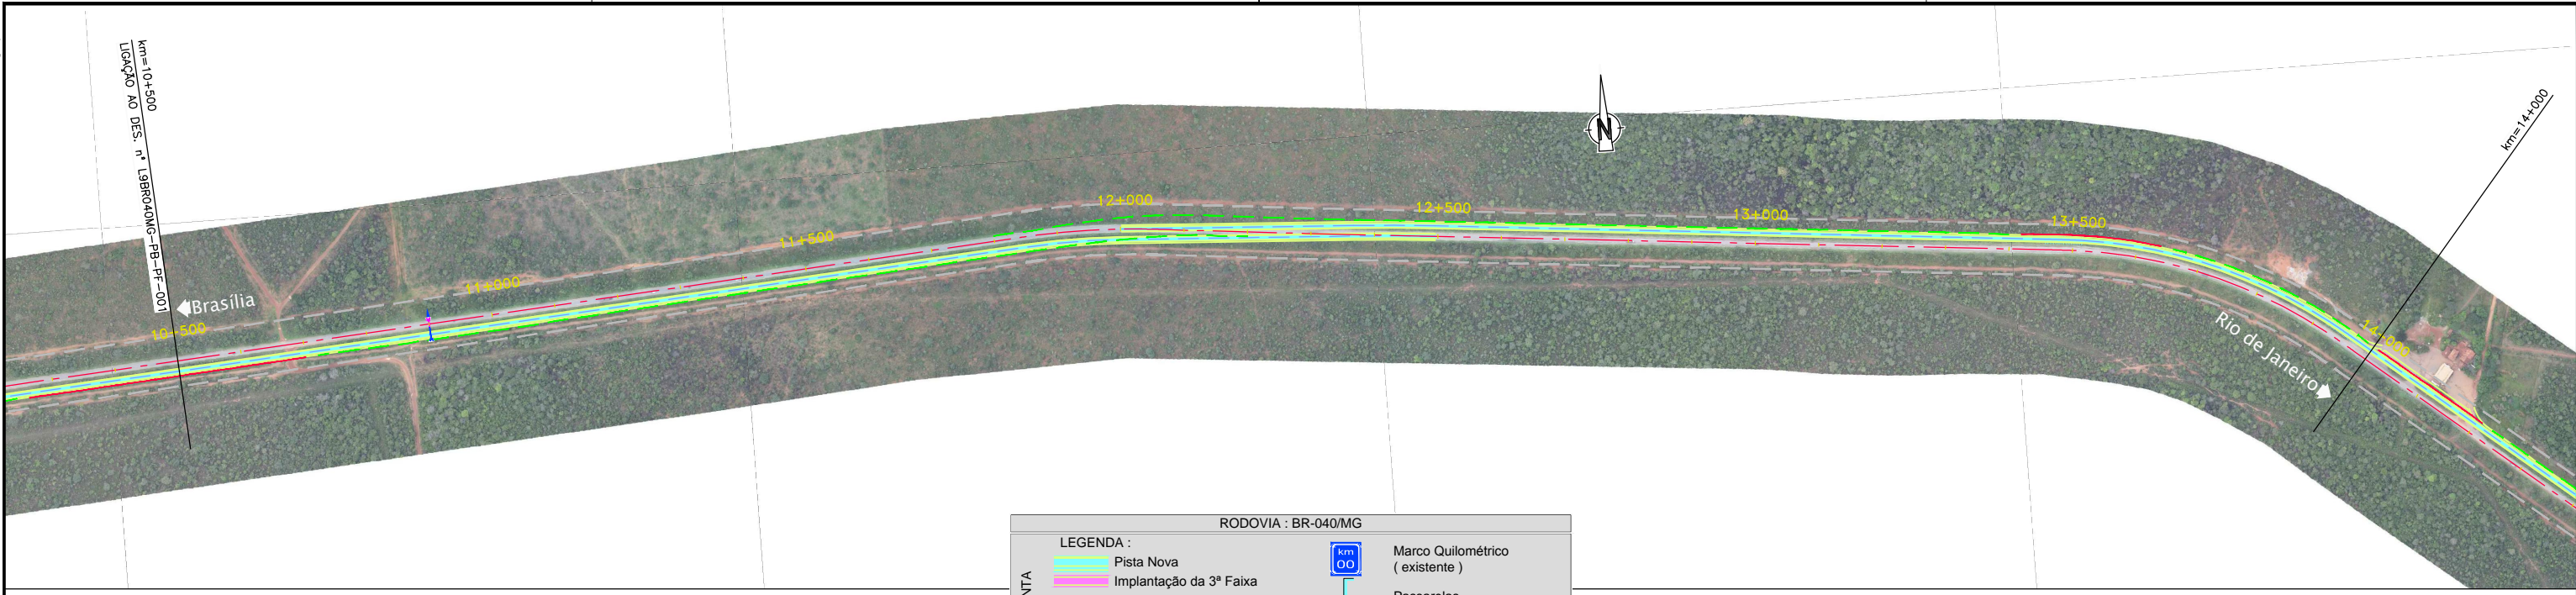 km=10+500
LIGAÇÃO AO DES. nº L9BR040MG-PB-PF-001
Brasília
10+500
11+000
11+500
12+000
12+500
N
13+000
13+500
14+000
Rio de Janeiro
km=14+000
RODOVIA : BR-040/MG
LEGENDA :
Pista Nova
Implantação da 3ª Faixa
km
00
Marco Quilométrico
( existente )